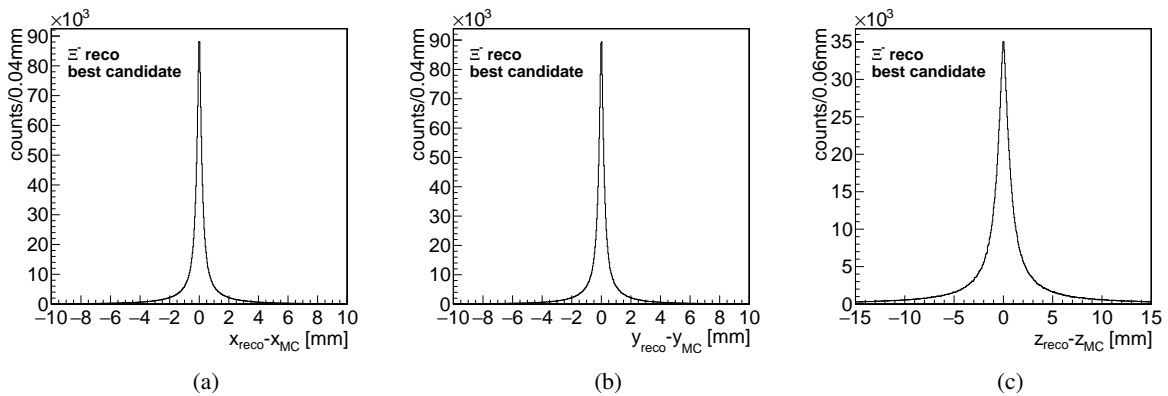 ×10³
counts/0.04mm
90
80
70
60
50
40
30
20
10
0
Ξ⁻ reco
best candidate
−10 −8 −6 −4 −2 0 2 4 6 8 10
x_reco-x_MC [mm]
(a)
×10³
counts/0.04mm
90
80
70
60
50
40
30
20
10
0
Ξ⁻ reco
best candidate
−10 −8 −6 −4 −2 0 2 4 6 8 10
y_reco-y_MC [mm]
(b)
×10³
counts/0.06mm
35
30
25
20
15
10
5
0
Ξ⁻ reco
best candidate
−15 −10 −5 0 5 10 15
z_reco-z_MC [mm]
(c)